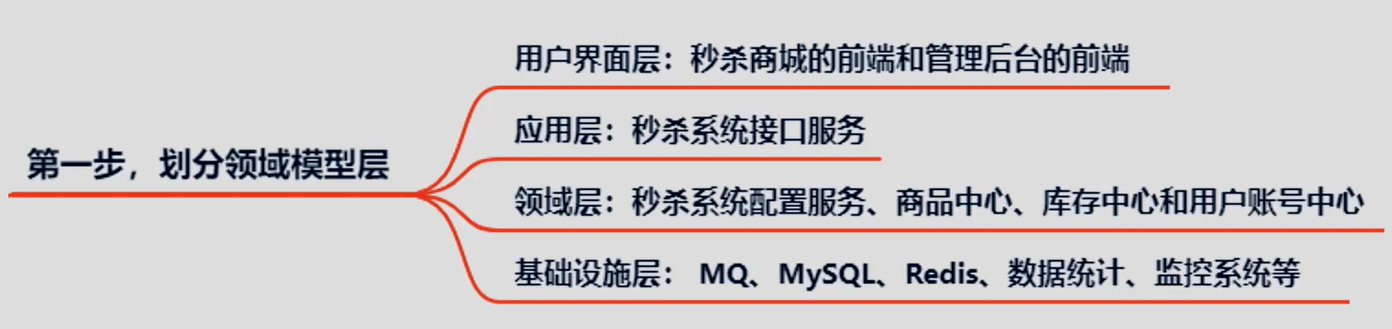 用户界面层：秒杀商城的前端和管理后台的前端
应用层：秒杀系统接口服务
第一步，划分领域模型层
领域层：秒杀系统配置服务、商品中心、库存中心和用户账号中心
基础设施层： MQ、MySQL、Redis、数据统计、监控系统等